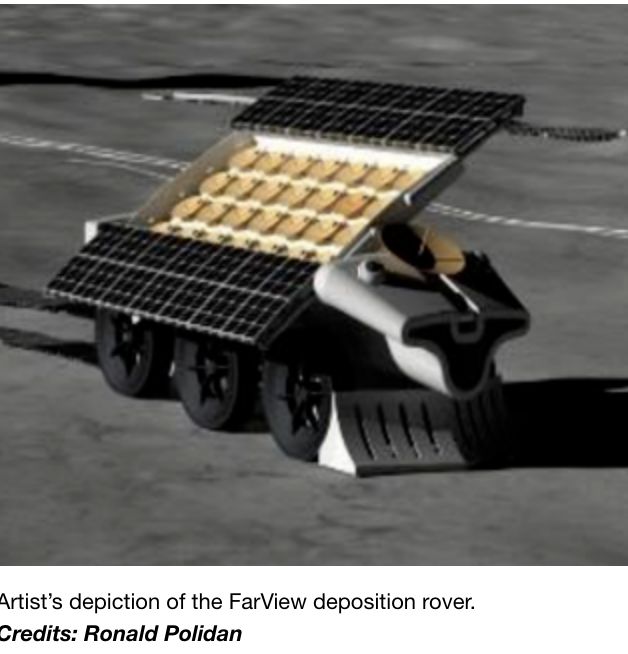 Artist's depiction of the FarView deposition rover.
Credits: Ronald Polidan